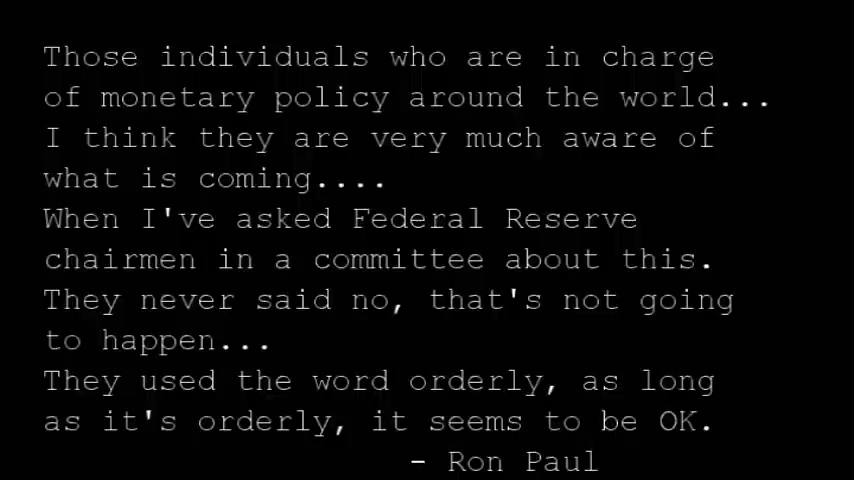 Those individuals who are in charge
of monetary policy around the world...
I think they are very much aware of
what is coming....
When I've asked Federal Reserve
chairmen in a committee about this.
They never said no, that's not going
to happen...
They used the word orderly, as long
as it's orderly, it seems to be OK.
- Ron Paul